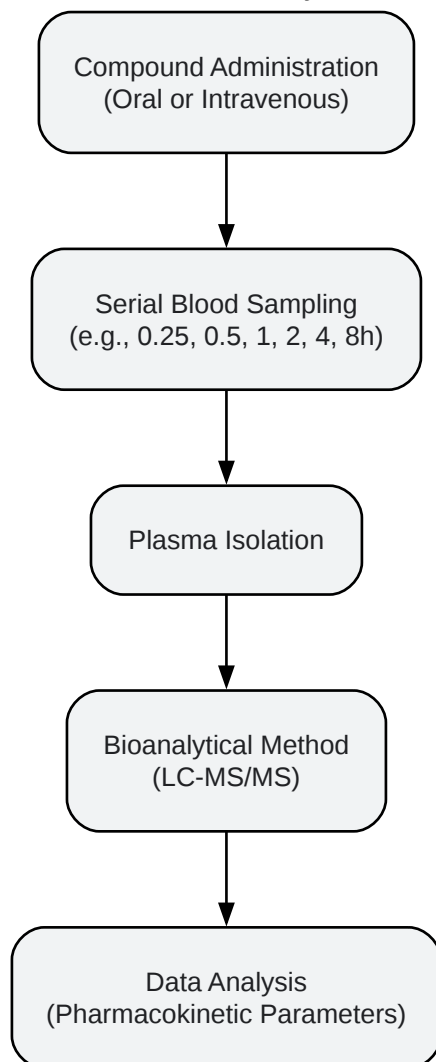 Compound Administration
(Oral or Intravenous)
Serial Blood Sampling
(e.g., 0.25, 0.5, 1, 2, 4, 8h)
Plasma Isolation
Bioanalytical Method
(LC-MS/MS)
Data Analysis
(Pharmacokinetic Parameters)